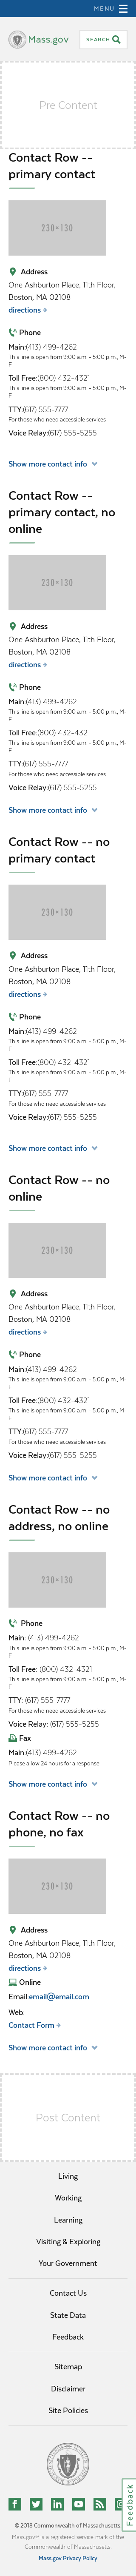 MENU
Mass.gov
SEARCH
Pre Content
Contact Row --
primary contact
230×130
Address
One Ashburton Place, 11th Floor,
Boston, MA 02108
directions
Phone
Main:(413) 499-4262
This line is open from 9:00 a.m. - 5:00 p.m., M-
F
Toll Free:(800) 432-4321
This line is open from 9:00 a.m. - 5:00 p.m., M-
F
TTY:(617) 555-7777
For those who need accessible services
Voice Relay:(617) 555-5255
Show more contact info
Contact Row --
primary contact, no
online
230×130
Address
One Ashburton Place, 11th Floor,
Boston, MA 02108
directions
Phone
Main:(413) 499-4262
This line is open from 9:00 a.m. - 5:00 p.m., M-
F
Toll Free:(800) 432-4321
This line is open from 9:00 a.m. - 5:00 p.m., M-
F
TTY:(617) 555-7777
For those who need accessible services
Voice Relay:(617) 555-5255
Show more contact info
Contact Row -- no
primary contact
230×130
Address
One Ashburton Place, 11th Floor,
Boston, MA 02108
directions
Phone
Main:(413) 499-4262
This line is open from 9:00 a.m. - 5:00 p.m., M-
F
Toll Free:(800) 432-4321
This line is open from 9:00 a.m. - 5:00 p.m., M-
F
TTY:(617) 555-7777
For those who need accessible services
Voice Relay:(617) 555-5255
Show more contact info
Contact Row -- no
online
230×130
Address
One Ashburton Place, 11th Floor,
Boston, MA 02108
directions
Phone
Main:(413) 499-4262
This line is open from 9:00 a.m. - 5:00 p.m., M-
F
Toll Free:(800) 432-4321
This line is open from 9:00 a.m. - 5:00 p.m., M-
F
TTY:(617) 555-7777
For those who need accessible services
Voice Relay:(617) 555-5255
Show more contact info
Contact Row -- no
address, no online
230×130
Phone
Main: (413) 499-4262
This line is open from 9:00 a.m. - 5:00 p.m., M-
F
Toll Free: (800) 432-4321
This line is open from 9:00 a.m. - 5:00 p.m., M-
F
TTY: (617) 555-7777
For those who need accessible services
Voice Relay: (617) 555-5255
Fax
Main:(413) 499-4262
Please allow 24 hours for a response
Show more contact info
Contact Row -- no
phone, no fax
230×130
Address
One Ashburton Place, 11th Floor,
Boston, MA 02108
directions
Online
Email:email@email.com
Web:
Contact Form
Show more contact info
Post Content
Living
Working
Learning
Visiting & Exploring
Your Government
Contact Us
State Data
Feedback
Sitemap
Disclaimer
Site Policies
Feedback
© 2018 Commonwealth of Massachusetts.
Mass.gov® is a registered service mark of the
Commonwealth of Massachusetts.
Mass.gov Privacy Policy